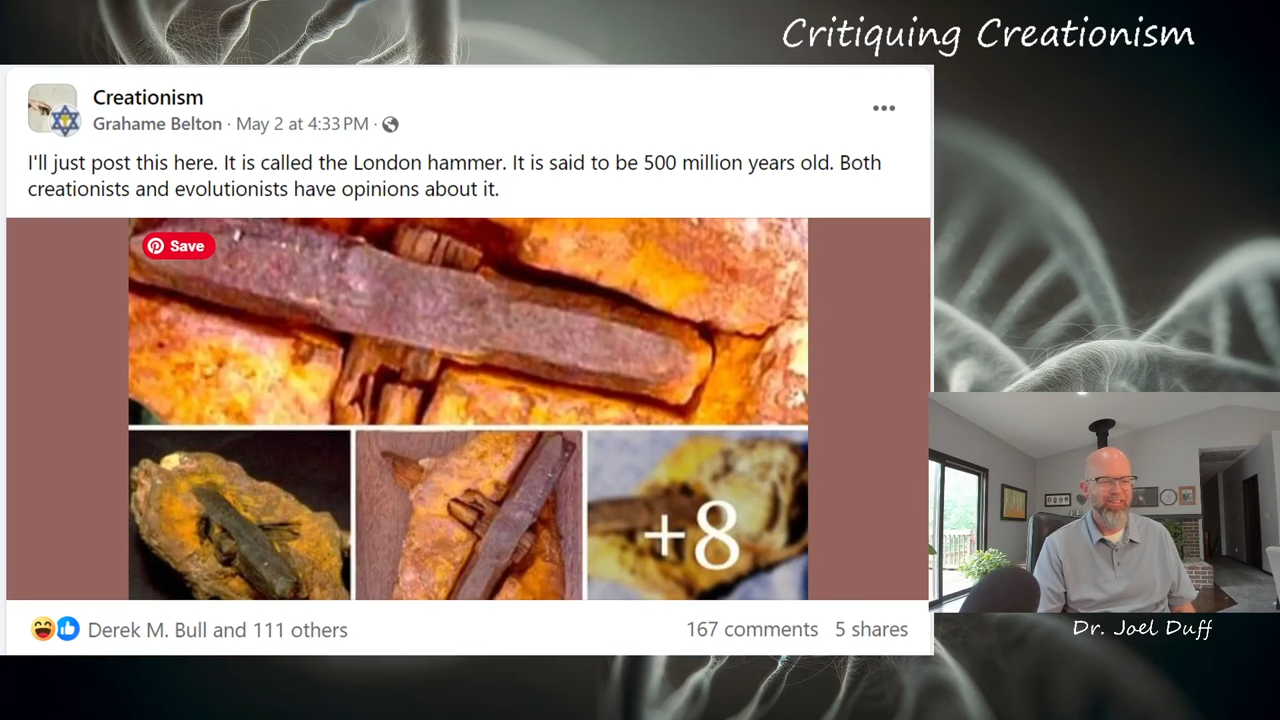 Critiquing Creationism
Creationism
Grahame Belton · May 2 at 4:33 PM ·
I'll just post this here. It is called the London hammer. It is said to be 500 million years old. Both
creationists and evolutionists have opinions about it.
Save
+8
Derek M. Bull and 111 others
167 comments
5 shares
Dr. Joel Duff